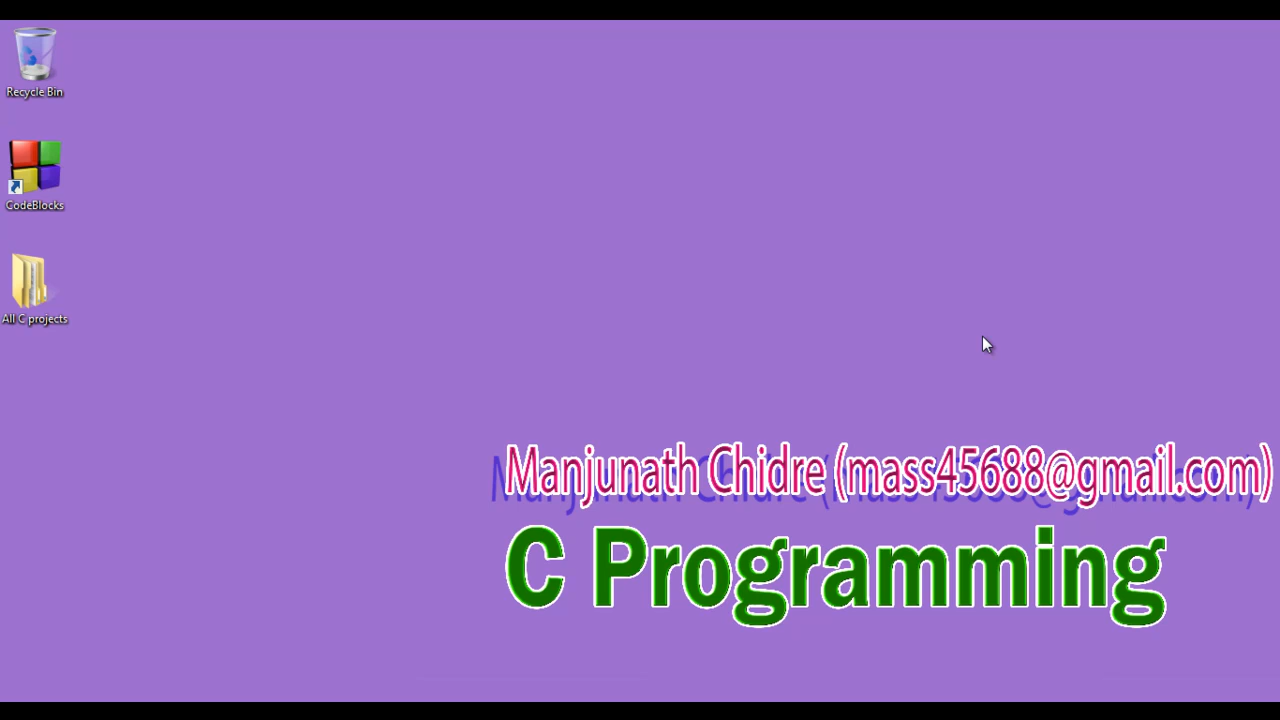 Recycle Bin
CodeBlocks
All C projects
Manjunath Chidre (mass45688@gmail.com)
C Programming